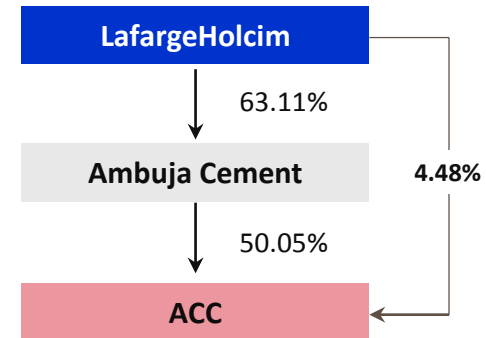 LafargeHolcim
63.11%
Ambuja Cement
4.48%
50.05%
ACC